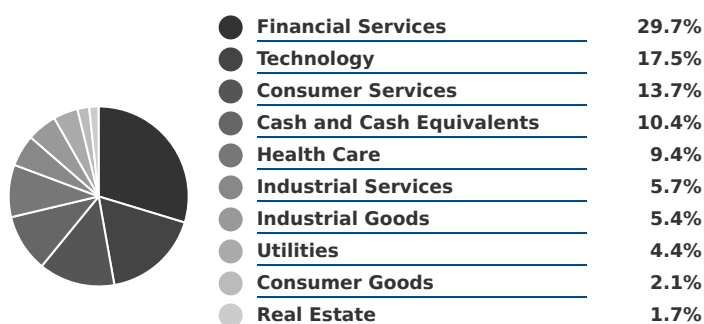 Financial Services 29.7%
Technology 17.5%
Consumer Services 13.7%
Cash and Cash Equivalents 10.4%
Health Care 9.4%
Industrial Services 5.7%
Industrial Goods 5.4%
Utilities 4.4%
Consumer Goods 2.1%
Real Estate 1.7%